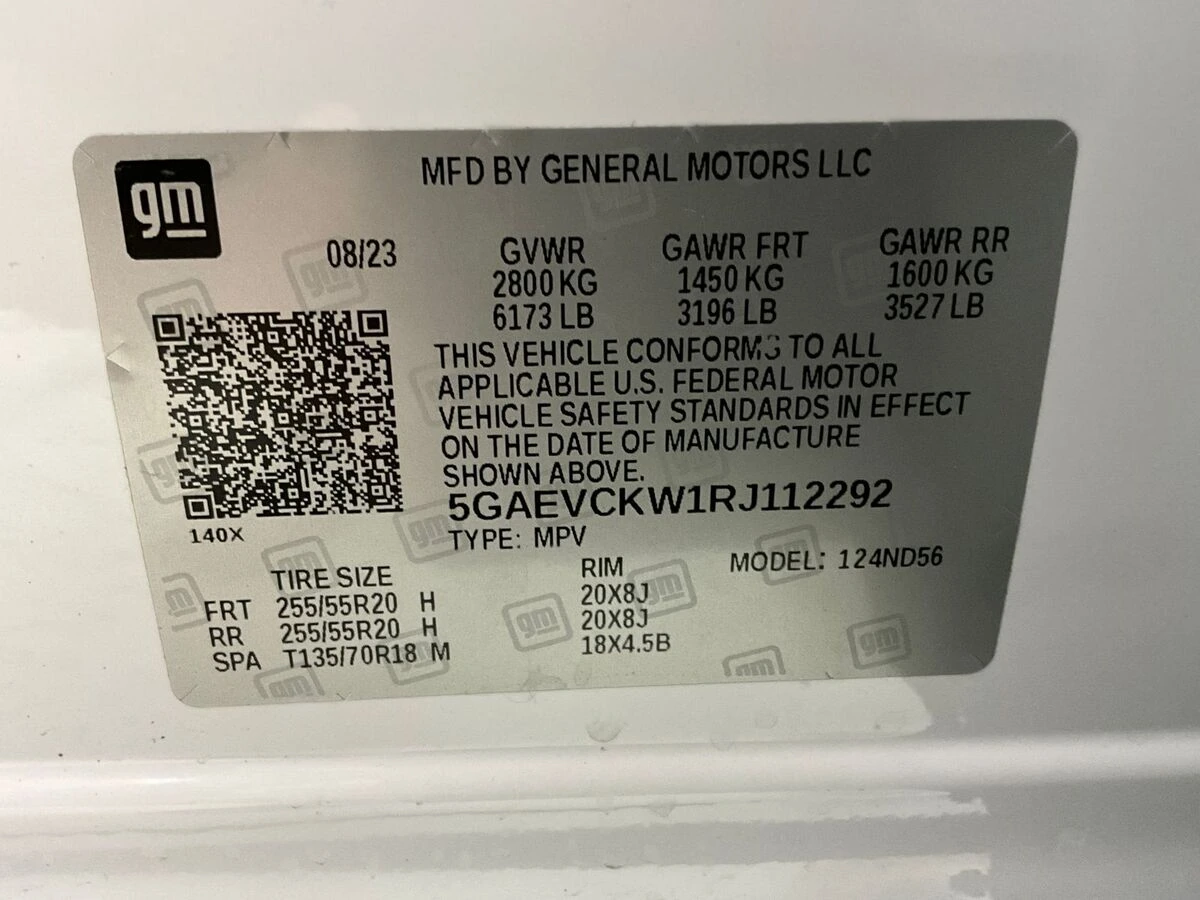 gm
MFD BY GENERAL MOTORS LLC
08/23 GVWR GAWR FRT GAWR RR
2800 KG 1450 KG 1600 KG
6173 LB 3196 LB 3527 LB
THIS VEHICLE CONFORMS TO ALL
APPLICABLE U.S. FEDERAL MOTOR
VEHICLE SAFETY STANDARDS IN EFFECT
ON THE DATE OF MANUFACTURE
SHOWN ABOVE.
5GAEVCKW1RJ112292
140X
TYPE: MPV
MODEL: 124ND56
TIRE SIZE RIM
FRT 255/55R20 H 20X8J
RR 255/55R20 H 20X8J
SPA T135/70R18 M 18X4.5B